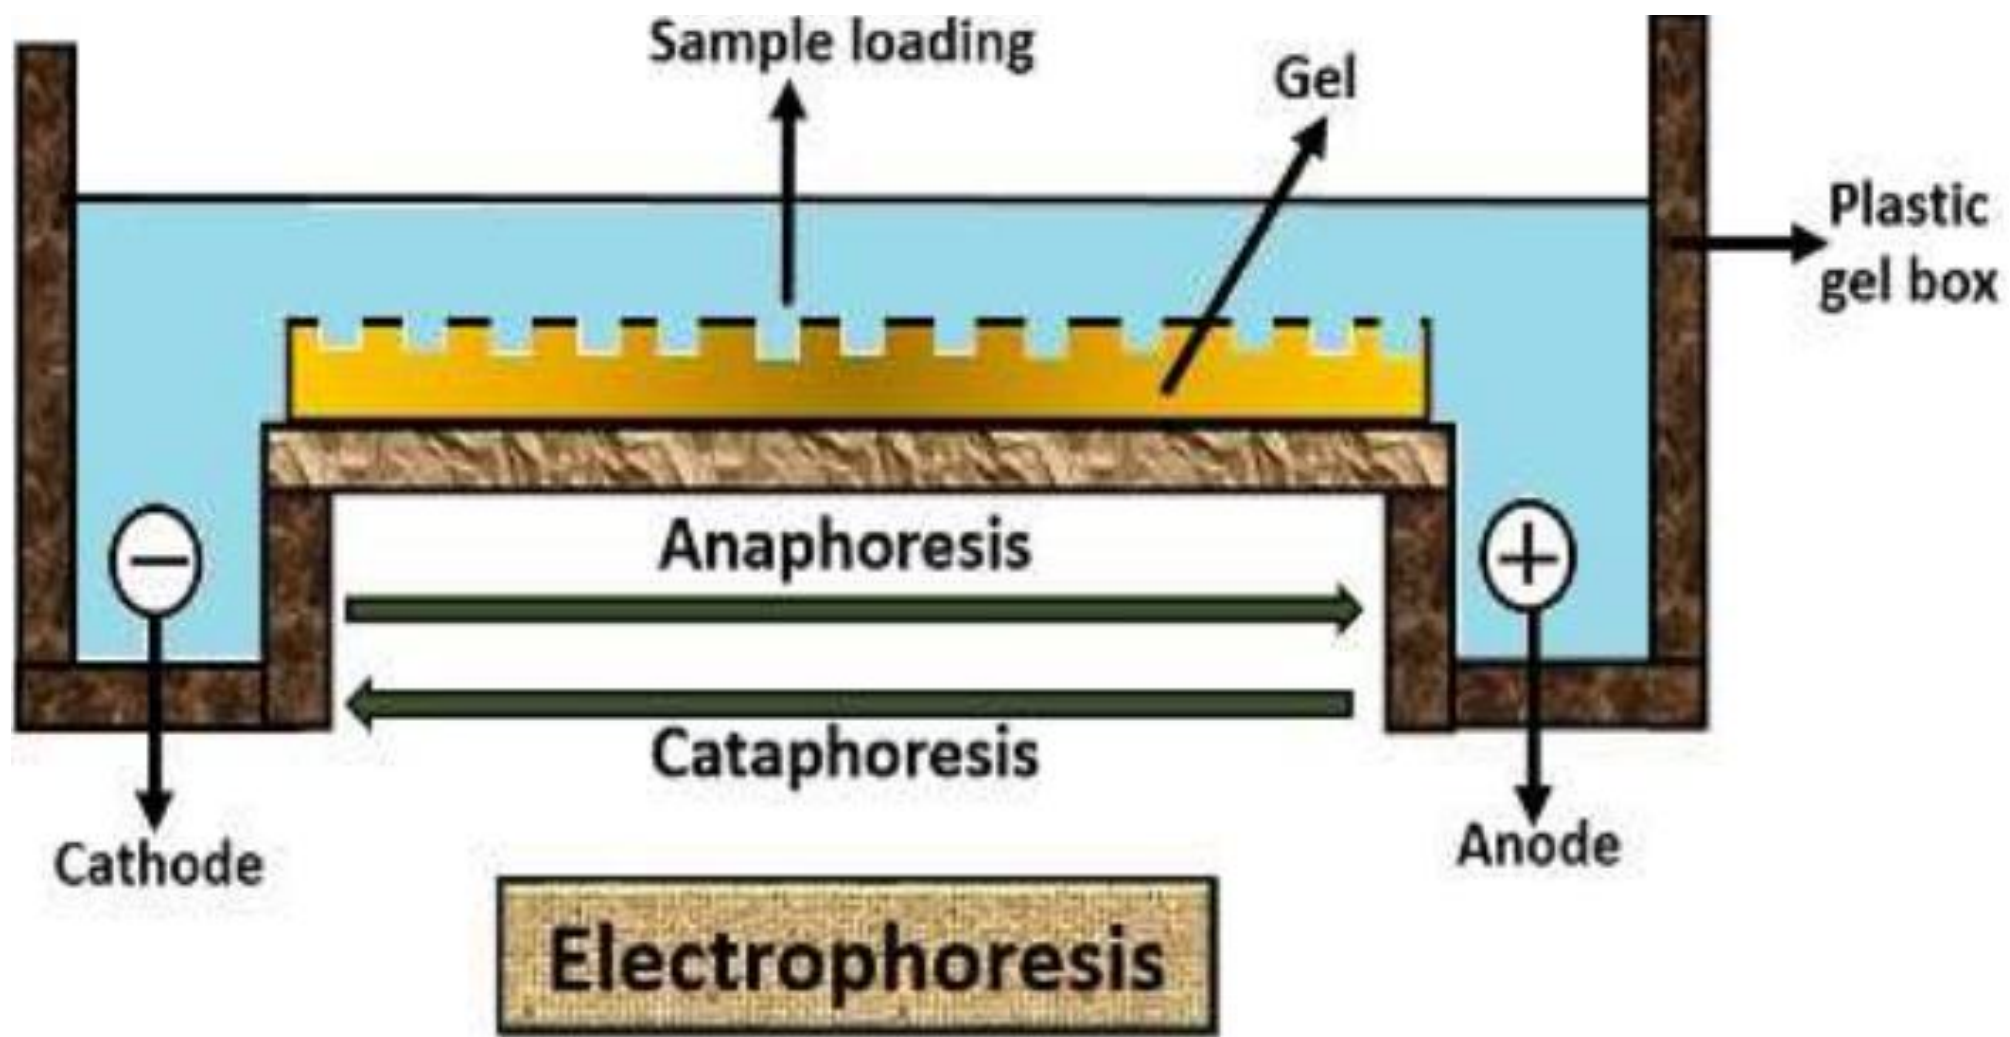 Sample loading
Gel
Plastic
gel box
−
+
Anaphoresis
Cataphoresis
Cathode
Anode
Electrophoresis